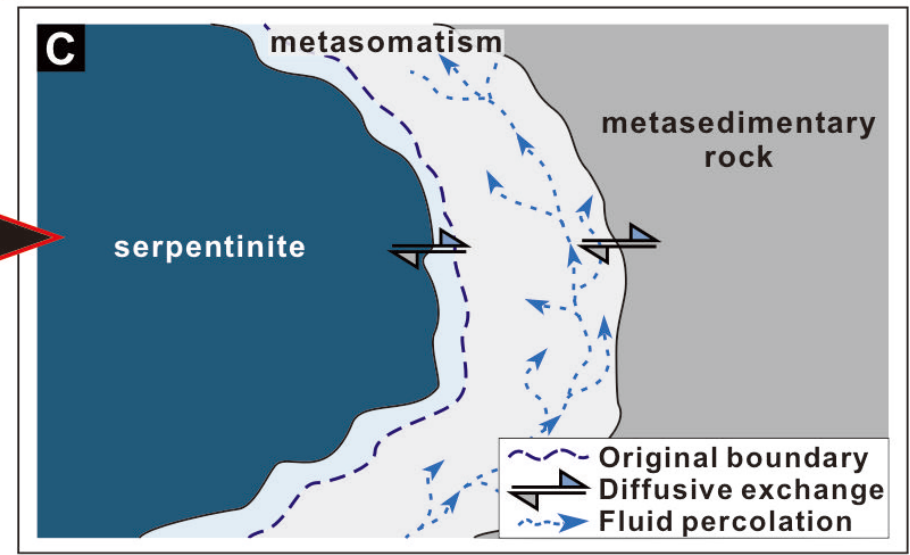 C
metasomatism
metasedimentary
rock
serpentinite
Original boundary
Diffusive exchange
Fluid percolation